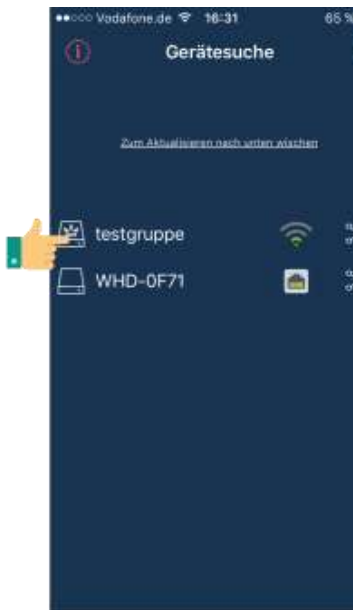 Vodafone.de 16:31 65 %
Gerätesuche
Zum Aktualisieren nach unten wischen
testgruppe
WHD-0F71